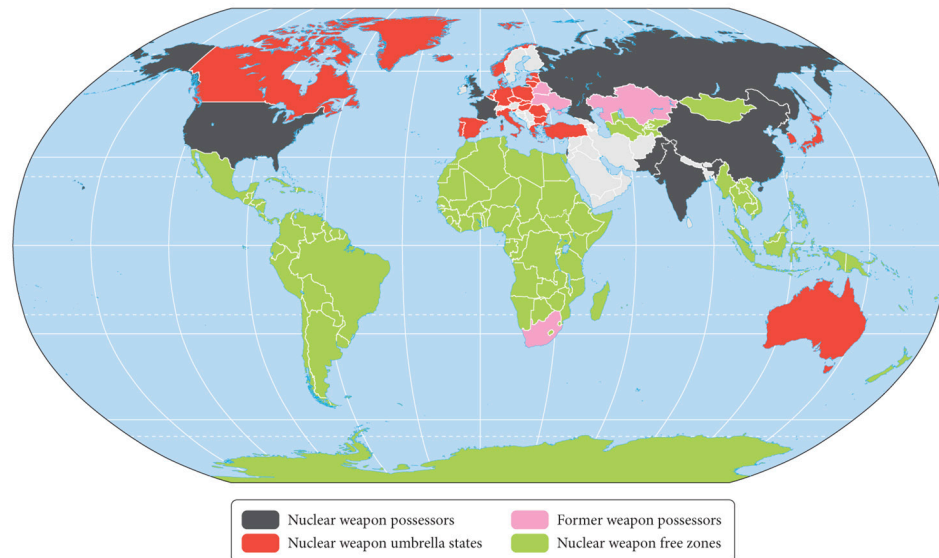 Nuclear weapon possessors
Former weapon possessors
Nuclear weapon umbrella states
Nuclear weapon free zones